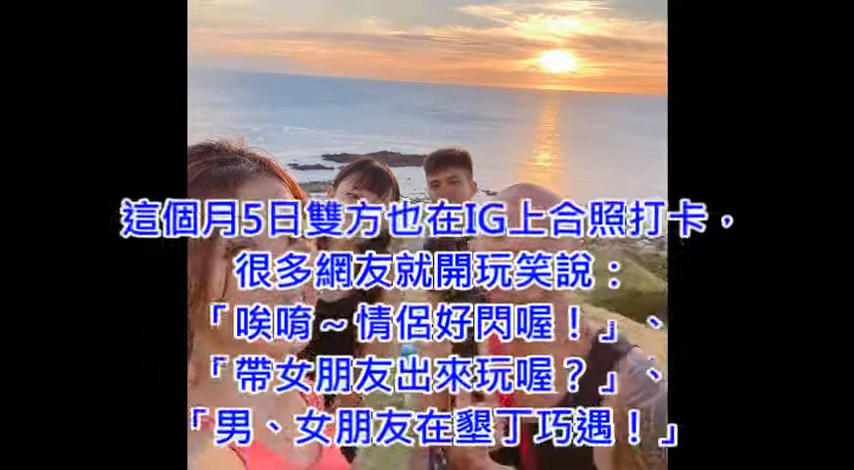 這個月5日雙方也在IG上合照打卡，
很多網友就開玩笑說：
「唉唷～情侶好閃喔！」、
「帶女朋友出來玩喔？」、
「男、女朋友在墾丁巧遇！」